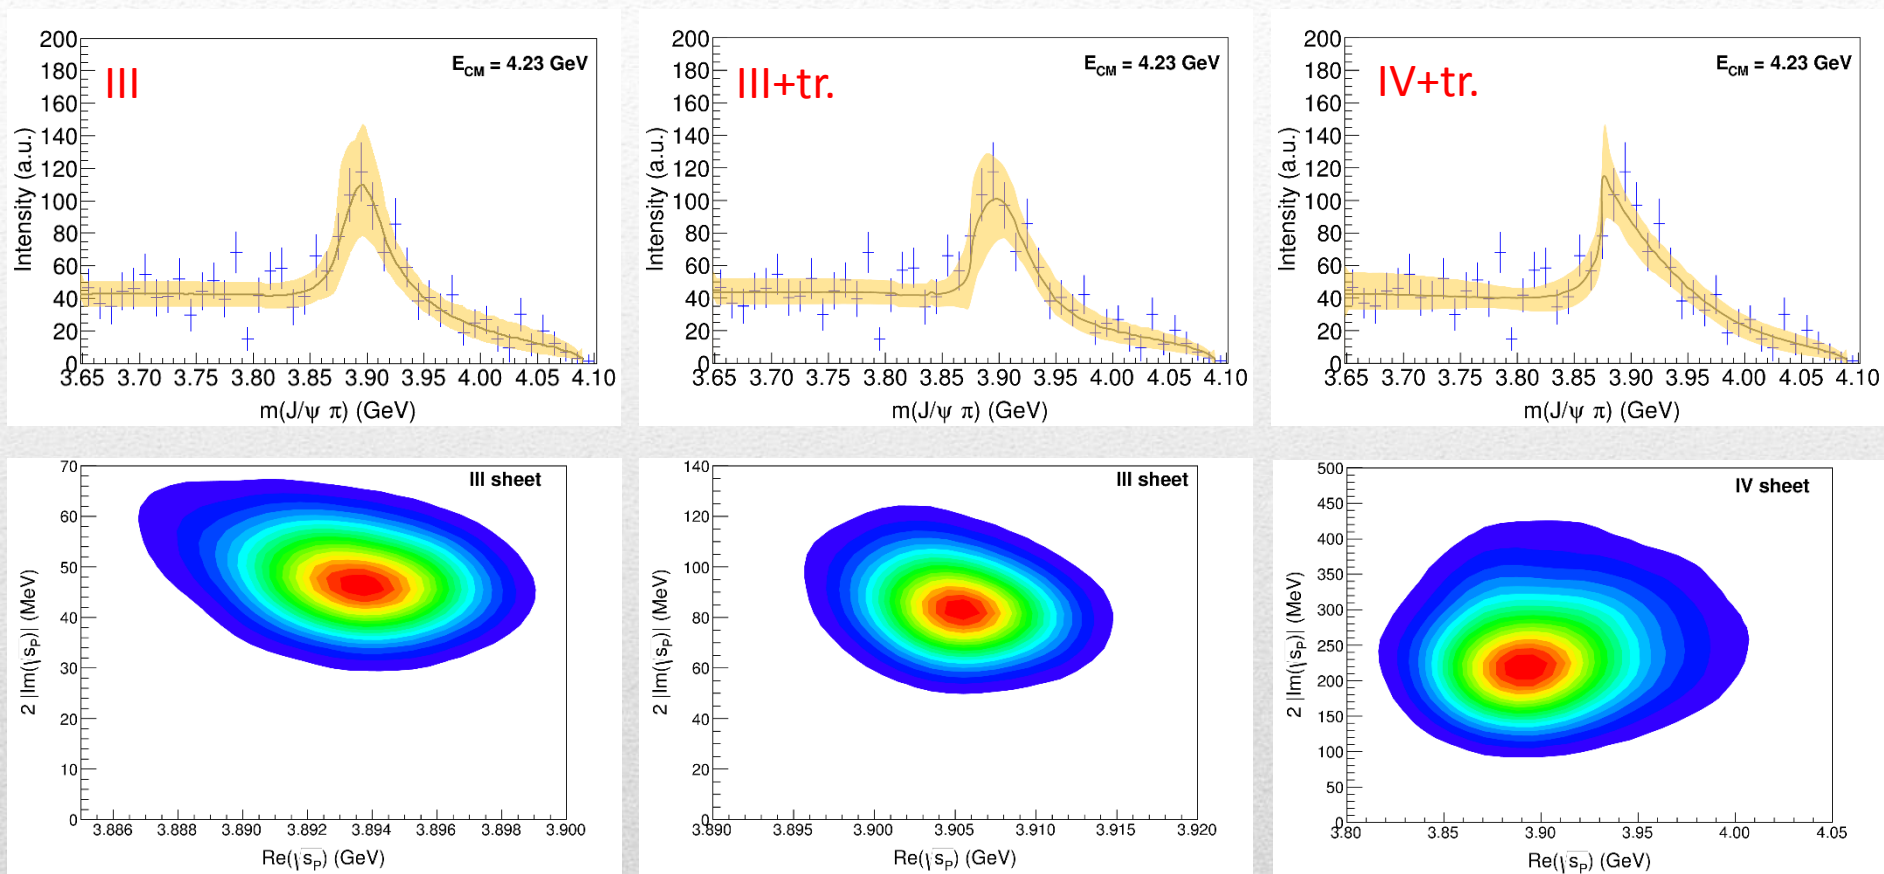 200
180
160
140
120
100
80
60
40
20
0
Intensity (a.u.)
III
E_CM = 4.23 GeV
3.65 3.70 3.75 3.80 3.85 3.90 3.95 4.00 4.05 4.10
m(J/ψ π) (GeV)
200
180
160
140
120
100
80
60
40
20
0
Intensity (a.u.)
III+tr.
E_CM = 4.23 GeV
3.65 3.70 3.75 3.80 3.85 3.90 3.95 4.00 4.05 4.10
m(J/ψ π) (GeV)
200
180
160
140
120
100
80
60
40
20
0
Intensity (a.u.)
IV+tr.
E_CM = 4.23 GeV
3.65 3.70 3.75 3.80 3.85 3.90 3.95 4.00 4.05 4.10
m(J/ψ π) (GeV)
70
60
50
40
30
20
10
0
2 |Im(√s_P)| (MeV)
III sheet
3.886 3.888 3.890 3.892 3.894 3.896 3.898 3.900
Re(√s_P) (GeV)
140
120
100
80
60
40
20
0
2 |Im(√s_P)| (MeV)
III sheet
3.890 3.895 3.900 3.905 3.910 3.915 3.920
Re(√s_P) (GeV)
500
450
400
350
300
250
200
150
100
50
0
2 |Im(√s_P)| (MeV)
IV sheet
3.80 3.85 3.90 3.95 4.00 4.05
Re(√s_P) (GeV)